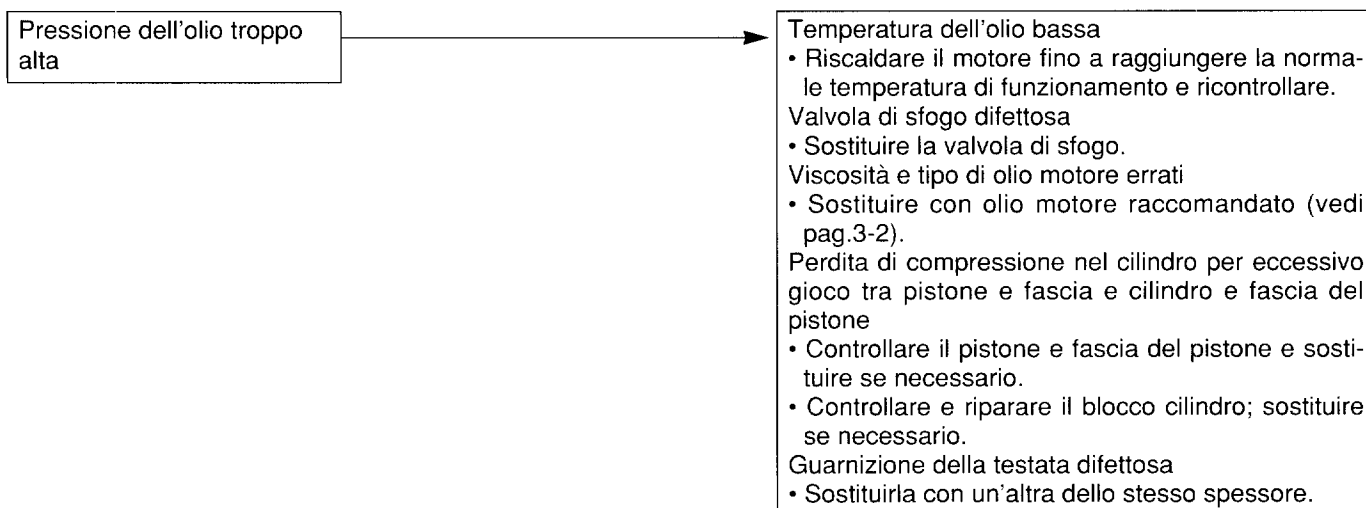 Pressione dell'olio troppo
alta
Temperatura dell'olio bassa
• Riscaldare il motore fino a raggiungere la norma-
le temperatura di funzionamento e ricontrollare.
Valvola di sfogo difettosa
• Sostituire la valvola di sfogo.
Viscosità e tipo di olio motore errati
• Sostituire con olio motore raccomandato (vedi
pag.3-2).
Perdita di compressione nel cilindro per eccessivo
gioco tra pistone e fascia e cilindro e fascia del
pistone
• Controllare il pistone e fascia del pistone e sosti-
tuire se necessario.
• Controllare e riparare il blocco cilindro; sostituire
se necessario.
Guarnizione della testata difettosa
• Sostituirla con un'altra dello stesso spessore.